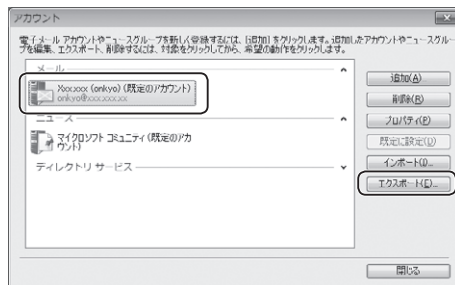 アカウント
電子メール アカウントやニュースグループを新しく登録するには、[追加] をクリックします。追加したアカウントやニュースグルー
プを編集、エクスポート、削除するには、対象をクリックしてから、希望の動作をクリックします。
メール
Xxxxxx (onkyo) (既定のアカウント)
onkyo@xxx.xxx.xx
ニュース
マイクロソフト コミュニティ (既定のアカ
ウント)
ディレクトリ サービス
追加(A)
削除(R)
プロパティ(P)
既定に設定(D)
インポート(I)...
エクスポート(E)...
閉じる